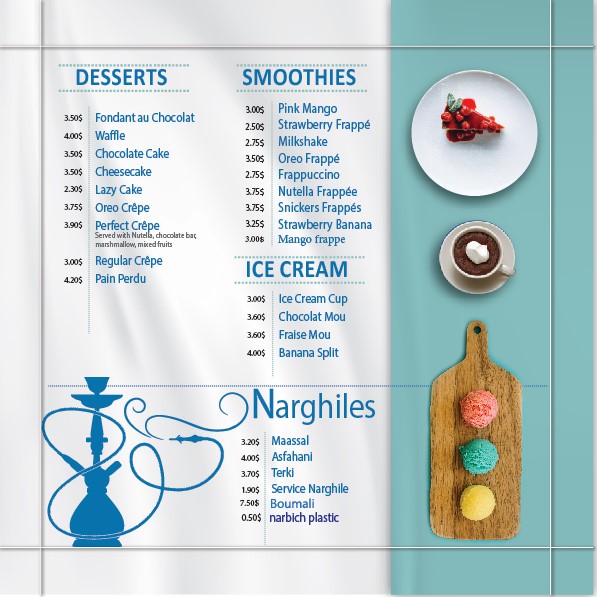 DESSERTS
3.50$ Fondant au Chocolat
4.00$ Waffle
3.50$ Chocolate Cake
3.50$ Cheesecake
2.30$ Lazy Cake
3.75$ Oreo Crêpe
3.90$ Perfect Crêpe
Served with Nutella, chocolate bar,
marshmallow, mixed fruits
3.00$ Regular Crêpe
4.20$ Pain Perdu
SMOOTHIES
3.00$ Pink Mango
2.50$ Strawberry Frappé
2.75$ Milkshake
3.50$ Oreo Frappé
2.75$ Frappuccino
3.75$ Nutella Frappée
3.75$ Snickers Frappés
3.25$ Strawberry Banana
3.00$ Mango frappe
ICE CREAM
3.00$ Ice Cream Cup
3.60$ Chocolat Mou
3.60$ Fraise Mou
4.00$ Banana Split
Narghiles
3.20$ Maassal
4.00$ Asfahani
3.70$ Terki
1.90$ Service Narghile
7.50$ Boumali
0.50$ narbich plastic